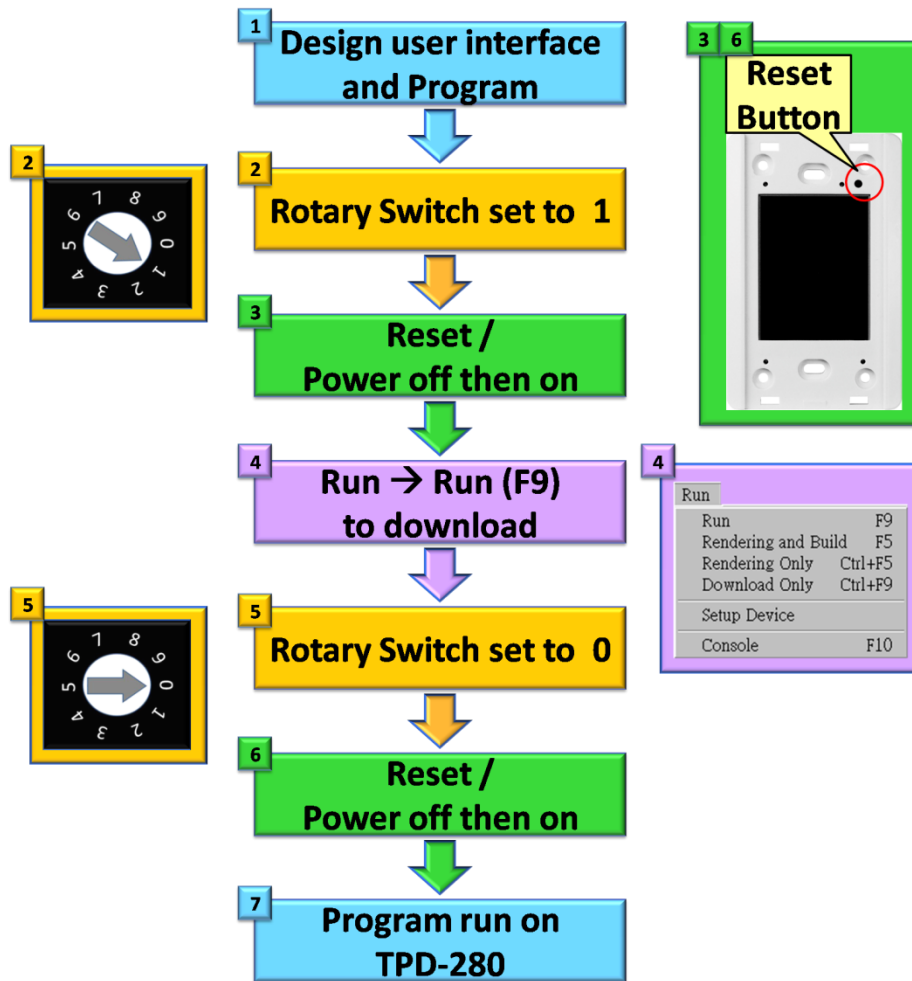 1
Design user interface
and Program
3 6
Reset
Button
2
7 8 9 0 1 2 3 4 5 6
2
Rotary Switch set to 1
3
Reset /
Power off then on
4
Run → Run (F9)
to download
4
Run
Run F9
Rendering and Build F5
Rendering Only Ctrl+F5
Download Only Ctrl+F9
Setup Device
Console F10
5
7 8 9 0 1 2 3 4 5 6
5
Rotary Switch set to 0
6
Reset /
Power off then on
7
Program run on
TPD-280